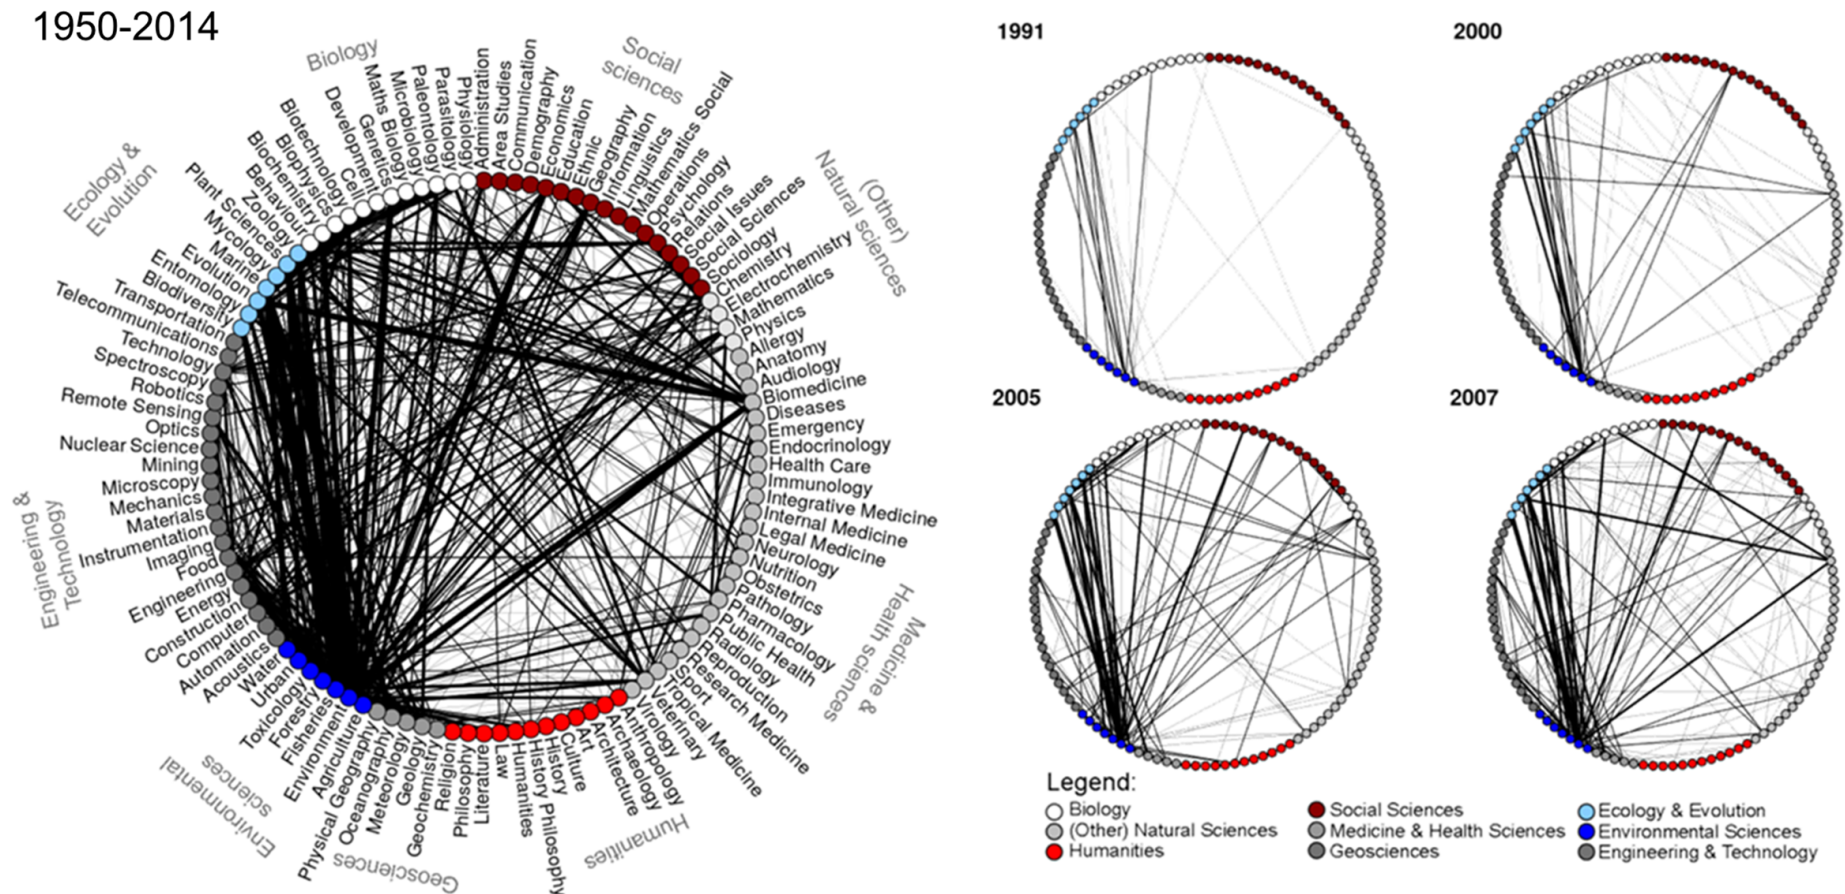 1950-2014
Biology
Social
sciences
(Other)
Natural sciences
Medicine &
Health sciences
Humanities
Geosciences
Environmental
sciences
Engineering &
Technology
Ecology &
Evolution
Administration
Area Studies
Communication
Demography
Economics
Education
Ethnic
Geography
Information
Linguistics
Mathematics Social
Operations
Psychology
Relations
Social Issues
Social Sciences
Sociology
Chemistry
Electrochemistry
Mathematics
Physics
Allergy
Anatomy
Audiology
Biomedicine
Diseases
Emergency
Endocrinology
Health Care
Immunology
Integrative Medicine
Internal Medicine
Legal Medicine
Neurology
Nutrition
Obstetrics
Pathology
Pharmacology
Public Health
Radiology
Reproduction
Research Medicine
Sport
Tropical Medicine
Veterinary
Virology
Anthropology
Archaeology
Architecture
Art
Culture
History
History Philosophy
Humanities
Law
Literature
Philosophy
Religion
Geochemistry
Geology
Meteorology
Oceanography
Physical Geography
Agriculture
Environment
Fisheries
Forestry
Toxicology
Urban
Water
Acoustics
Automation
Computer
Construction
Energy
Engineering
Food
Imaging
Instrumentation
Materials
Mechanics
Microscopy
Mining
Nuclear Science
Optics
Remote Sensing
Robotics
Spectroscopy
Technology
Telecommunications
Transportation
Biodiversity
Entomology
Evolution
Marine
Mycology
Plant Sciences
Zoology
Behaviour
Biochemistry
Biophysics
Biotechnology
Cell
Development
Genetics
Maths Biology
Microbiology
Paleontology
Parasitology
Physiology
1991
2000
2005
2007
Legend:
Biology
(Other) Natural Sciences
Humanities
Social Sciences
Medicine & Health Sciences
Geosciences
Ecology & Evolution
Environmental Sciences
Engineering & Technology